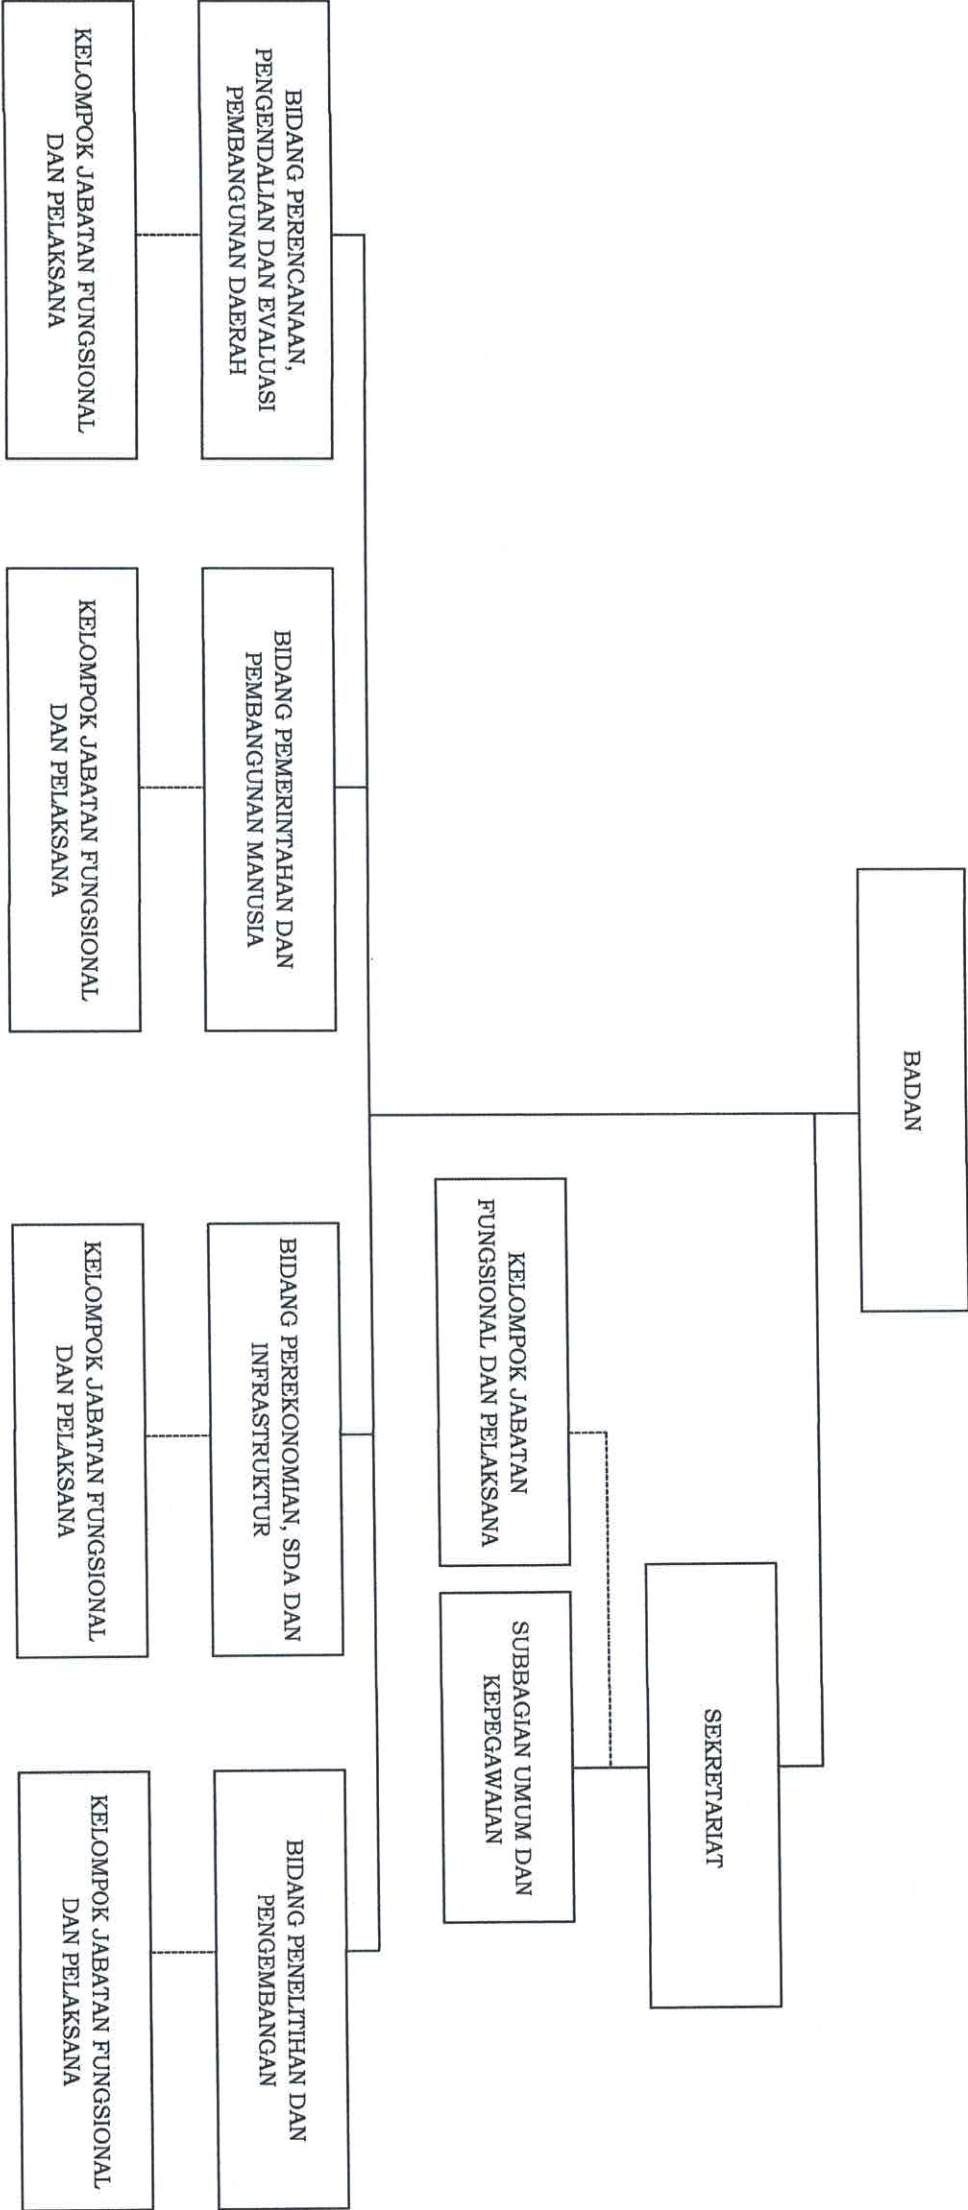 BADAN
SEKRETARIAT
KELOMPOK JABATAN
FUNGSIONAL DAN PELAKSANA
SUBBAGIAN UMUM DAN
KEPEGAWAIAN
BIDANG PERENCANAAN,
PENGENDALIAN DAN EVALUASI
PEMBANGUNAN DAERAH
BIDANG PEMERINTAHAN DAN
PEMBANGUNAN MANUSIA
BIDANG PEREKONOMIAN, SDA DAN
INFRASTRUKTUR
BIDANG PENELITIHAN DAN
PENGEMBANGAN
KELOMPOK JABATAN FUNGSIONAL
DAN PELAKSANA
KELOMPOK JABATAN FUNGSIONAL
DAN PELAKSANA
KELOMPOK JABATAN FUNGSIONAL
DAN PELAKSANA
KELOMPOK JABATAN FUNGSIONAL
DAN PELAKSANA